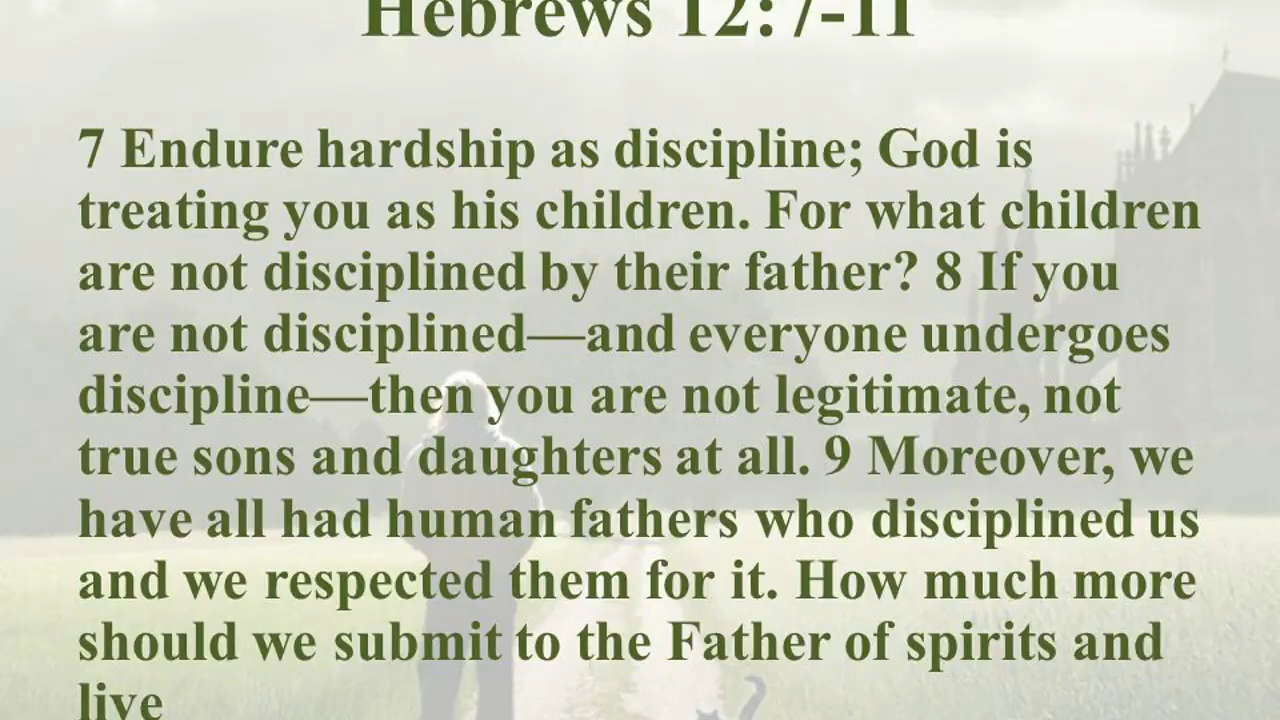 Hebrews 12:7-11
7 Endure hardship as discipline; God is
treating you as his children. For what children
are not disciplined by their father? 8 If you
are not disciplined—and everyone undergoes
discipline—then you are not legitimate, not
true sons and daughters at all. 9 Moreover, we
have all had human fathers who disciplined us
and we respected them for it. How much more
should we submit to the Father of spirits and
live